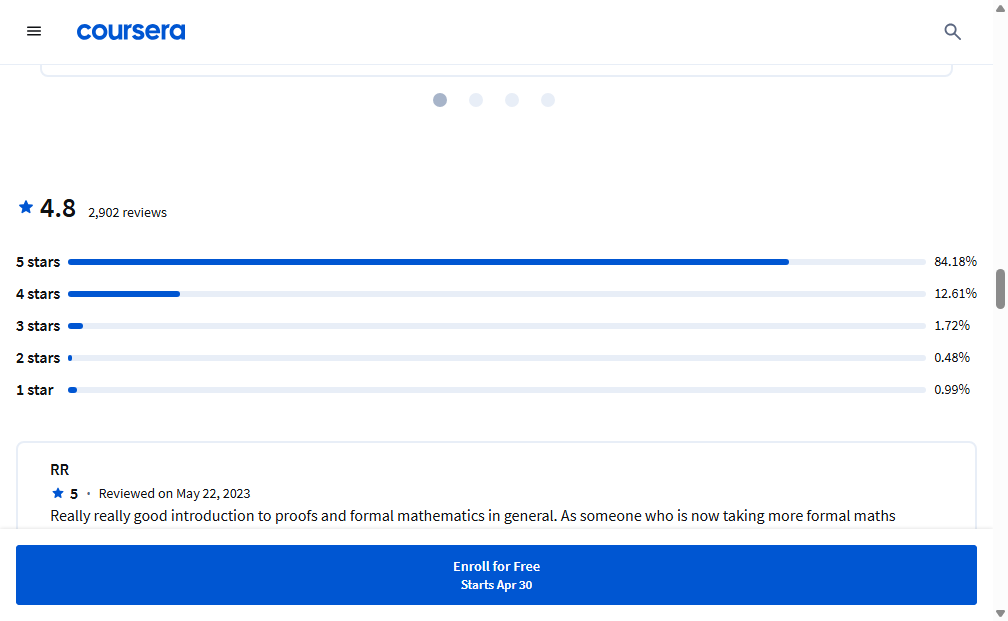 coursera
4.8 2,902 reviews
5 stars 84.18%
4 stars 12.61%
3 stars 1.72%
2 stars 0.48%
1 star 0.99%
RR
5 · Reviewed on May 22, 2023
Really really good introduction to proofs and formal mathematics in general. As someone who is now taking more formal maths
Enroll for Free
Starts Apr 30